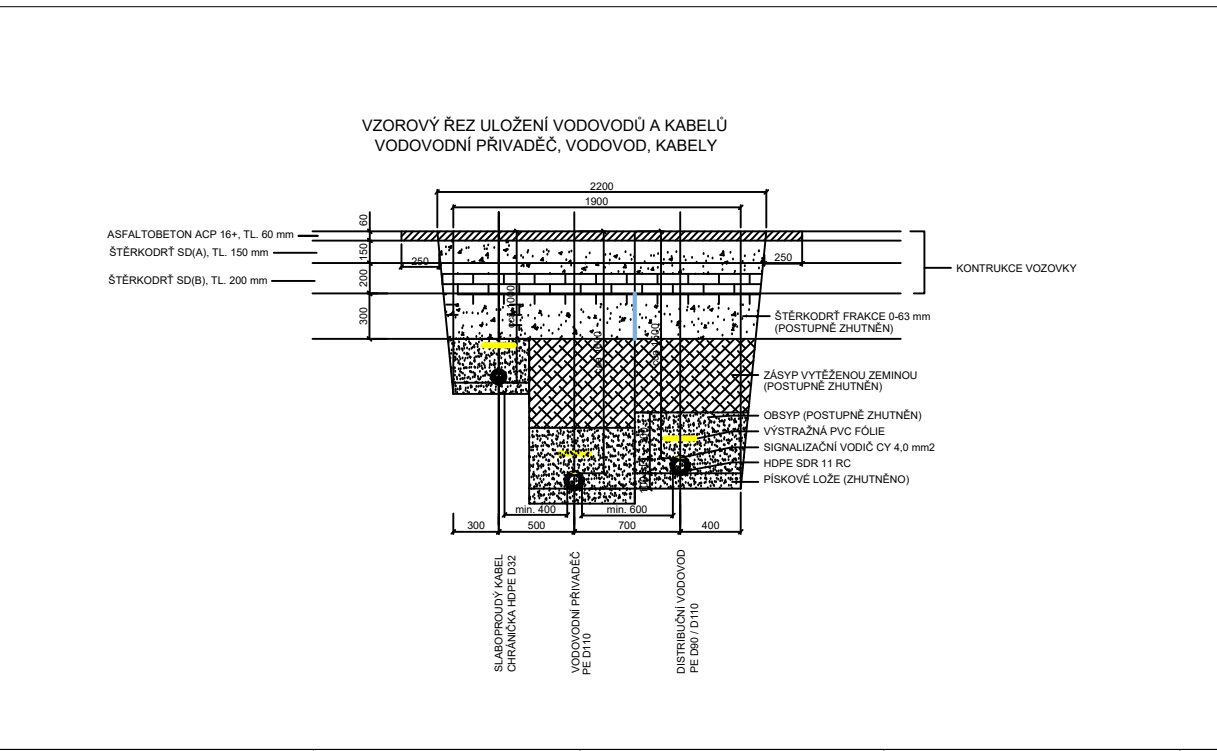 VZOROVÝ ŘEZ ULOŽENÍ VODOVODŮ A KABELŮ
VODOVODNÍ PŘIVADĚČ, VODOVOD, KABELY
2200
1900
60
150
200
300
250
250
ASFALTOBETON ACP 16+, TL. 60 mm
ŠTĚRKODRŤ SD(A), TL. 150 mm
ŠTĚRKODRŤ SD(B), TL. 200 mm
KONTRUKCE VOZOVKY
ŠTĚRKODRŤ FRAKCE 0-63 mm
(POSTUPNĚ ZHUTNĚN)
ZÁSYP VYTĚŽENOU ZEMINOU
(POSTUPNĚ ZHUTNĚN)
OBSYP (POSTUPNĚ ZHUTNĚN)
VÝSTRAŽNÁ PVC FÓLIE
SIGNALIZAČNÍ VODIČ CY 4,0 mm2
HDPE SDR 11 RC
PÍSKOVÉ LOŽE (ZHUTNĚNO)
min. 400
min. 600
300
500
700
400
SLABOPROUDÝ KABEL
CHRÁNIČKA HDPE D32
VODOVODNÍ PŘIVADĚČ
PE D110
DISTRIBUČNÍ VODOVOD
PE D90 / D110